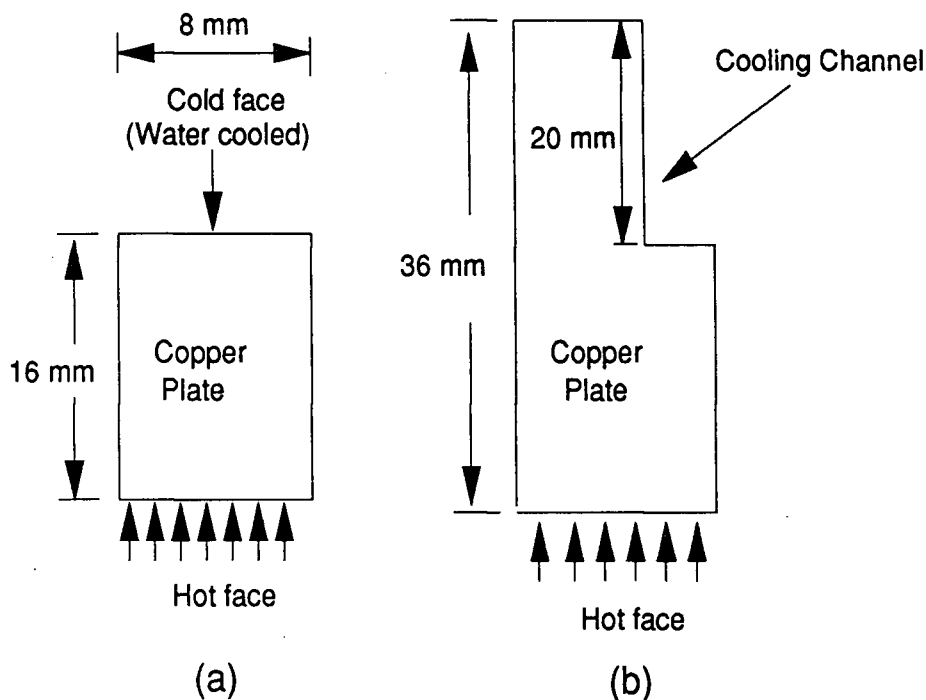 8 mm
Cold face
(Water cooled)
16 mm
Copper
Plate
Hot face
(a)
Cooling Channel
20 mm
36 mm
Copper
Plate
Hot face
(b)